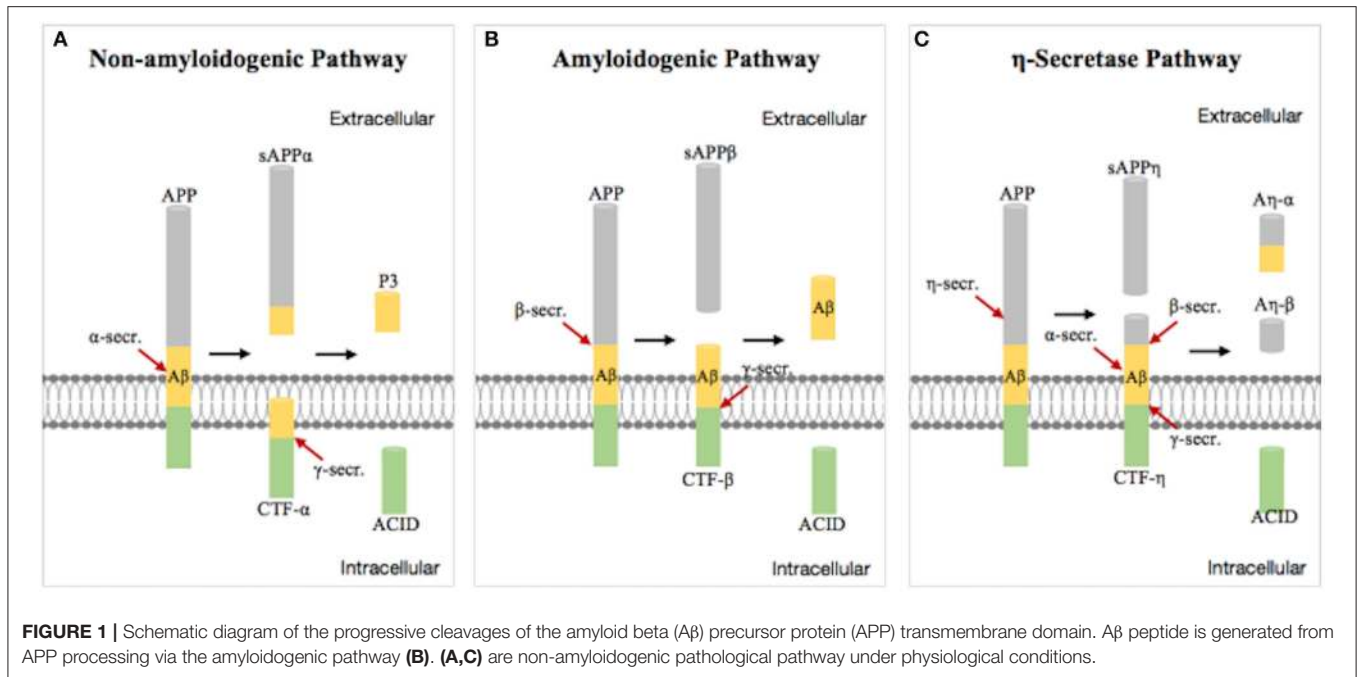 A
Non-amyloidogenic Pathway
Extracellular
sAPPα
APP
P3
α-secr.
Aβ
γ-secr.
CTF-α
ACID
Intracellular
B
Amyloidogenic Pathway
Extracellular
sAPPβ
APP
β-secr.
Aβ
Aβ
Aβ
γ-secr.
CTF-β
ACID
Intracellular
C
η-Secretase Pathway
Extracellular
sAPPη
APP
Aη-α
η-secr.
Aη-β
β-secr.
α-secr.
Aβ
Aβ
γ-secr.
CTF-η
ACID
Intracellular
FIGURE 1 | Schematic diagram of the progressive cleavages of the amyloid beta (Aβ) precursor protein (APP) transmembrane domain. Aβ peptide is generated from
APP processing via the amyloidogenic pathway (B). (A,C) are non-amyloidogenic pathological pathway under physiological conditions.